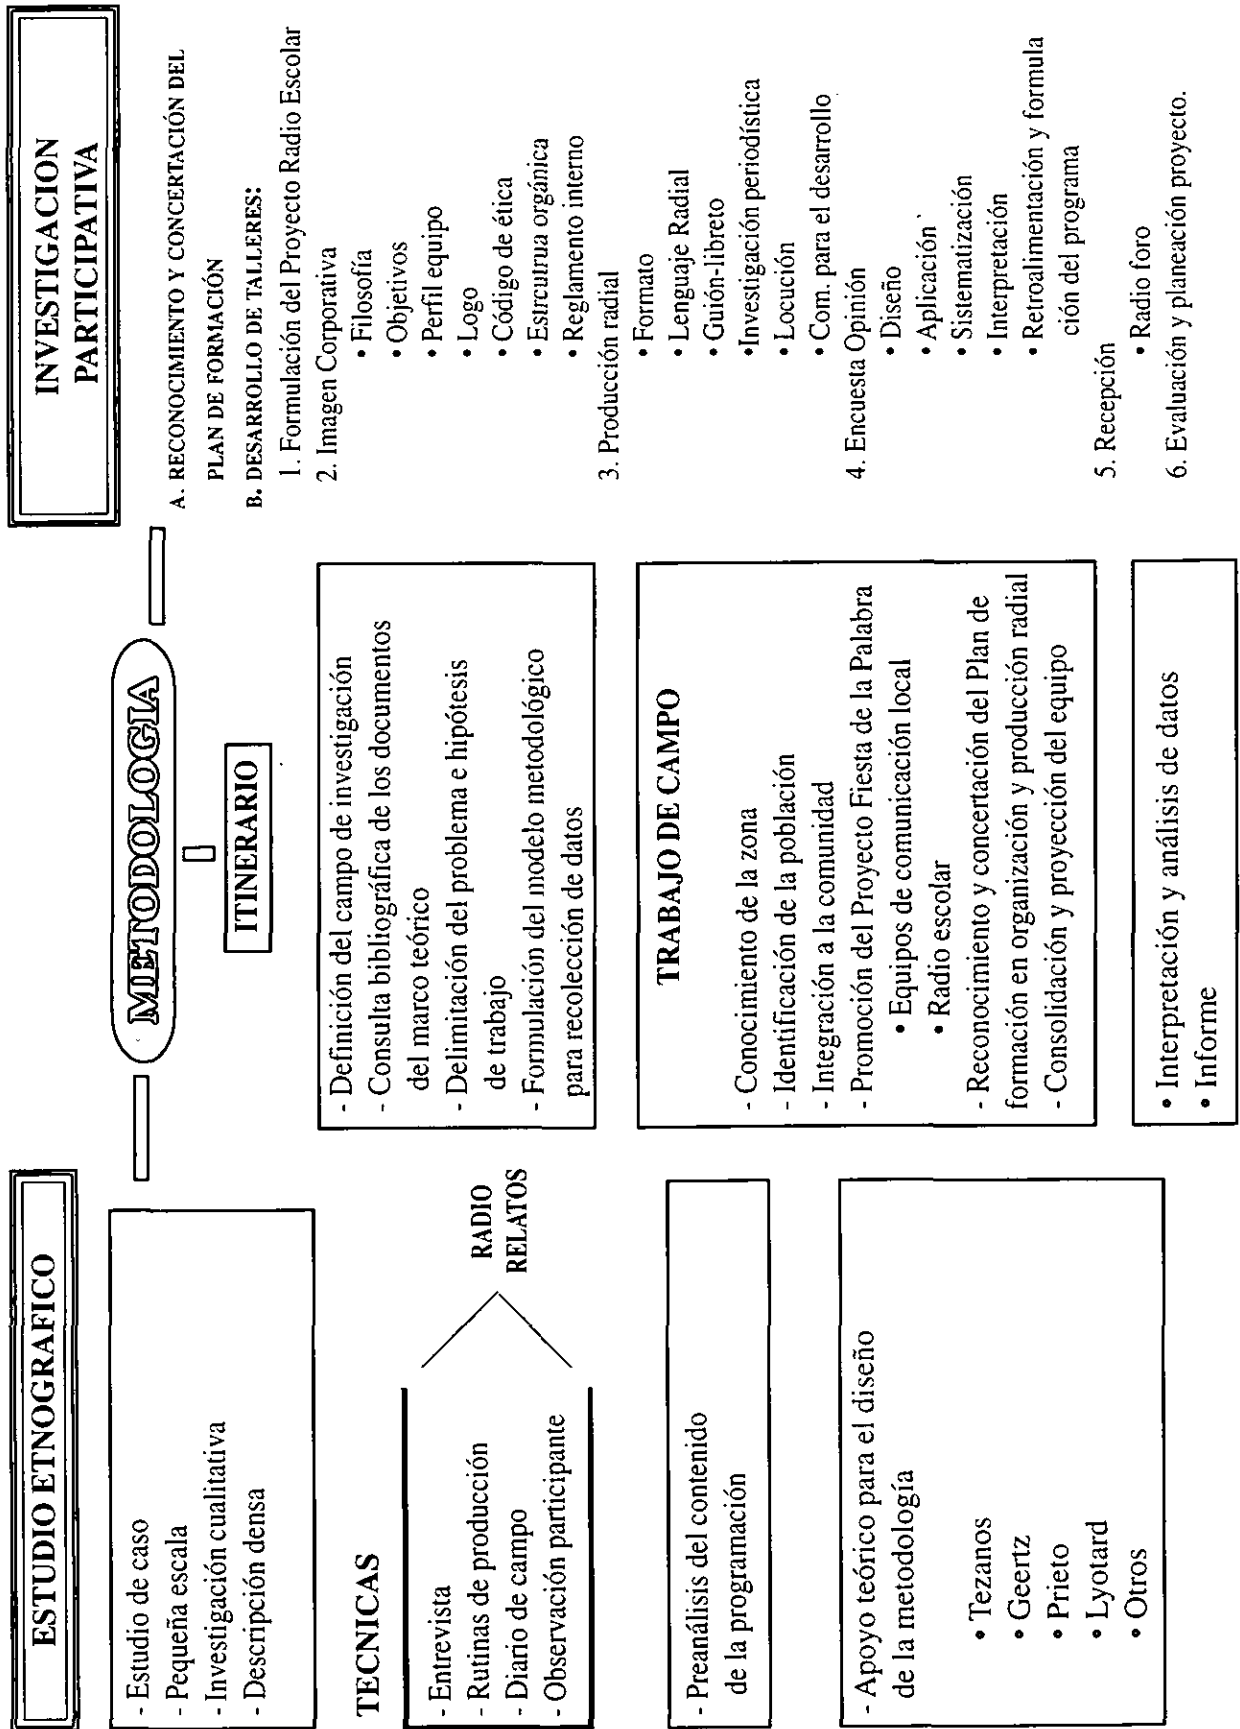 ESTUDIO ETNOGRAFICO
- Estudio de caso
- Pequeña escala
- Investigación cualitativa
- Descripción densa
TECNICAS
- Entrevista
- Rutinas de producción
- Diario de campo
- Observación participante
RADIO
RELATOS
- Preanálisis del contenido
de la programación
- Apoyo teórico para el diseño
de la metodología
• Tezanos
• Geertz
• Prieto
• Lyotard
• Otros
METODOLOGIA
ITINERARIO
- Definición del campo de investigación
- Consulta bibliográfica de los documentos
del marco teórico
- Delimitación del problema e hipótesis
de trabajo
- Formulación del modelo metodológico
para recolección de datos
TRABAJO DE CAMPO
- Conocimiento de la zona
- Identificación de la población
- Integración a la comunidad
- Promoción del Proyecto Fiesta de la Palabra
• Equipos de comunicación local
• Radio escolar
- Reconocimiento y concertación del Plan de
formación en organización y producción radial
- Consolidación y proyección del equipo
• Interpretación y análisis de datos
• Informe
INVESTIGACION
PARTICIPATIVA
A. RECONOCIMIENTO Y CONCERTACIÓN DEL
PLAN DE FORMACIÓN
B. DESARROLLO DE TALLERES:
1. Formulación del Proyecto Radio Escolar
2. Imagen Corporativa
• Filosofía
• Objetivos
• Perfil equipo
• Logo
• Código de ética
• Estrcutrua orgánica
• Reglamento interno
3. Producción radial
• Formato
• Lenguaje Radial
• Guión-libreto
•Investigación periodística
• Locución
• Com. para el desarrollo
4. Encuesta Opinión
• Diseño
• Aplicación
• Sistematización
• Interpretación
• Retroalimentación y formula
ción del programa
5. Recepción
• Radio foro
6. Evaluación y planeación proyecto.